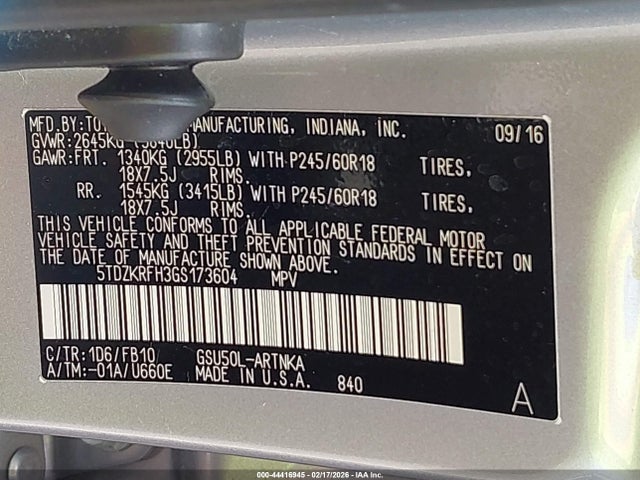 MFD.BY:TO MANUFACTURING, INDIANA, INC. 09/16
GVWR:2645KG (5840LB)
GAWR:FRT. 1340KG (2955LB) WITH P245/60R18 TIRES,
18X7.5J RIMS.
RR. 1545KG (3415LB) WITH P245/60R18 TIRES,
18X7.5J RIMS.
THIS VEHICLE CONFORMS TO ALL APPLICABLE FEDERAL MOTOR
VEHICLE SAFETY AND THEFT PREVENTION STANDARDS IN EFFECT ON
THE DATE OF MANUFACTURE SHOWN ABOVE.
5TDZKRFH3GS173604 MPV
C/TR:1D6/FB10 GSU50L-ARTNKA
A/TM:-01A/U660E MADE IN U.S.A. 840
A
000-44416945 - 02/17/2026 - IAA Inc.